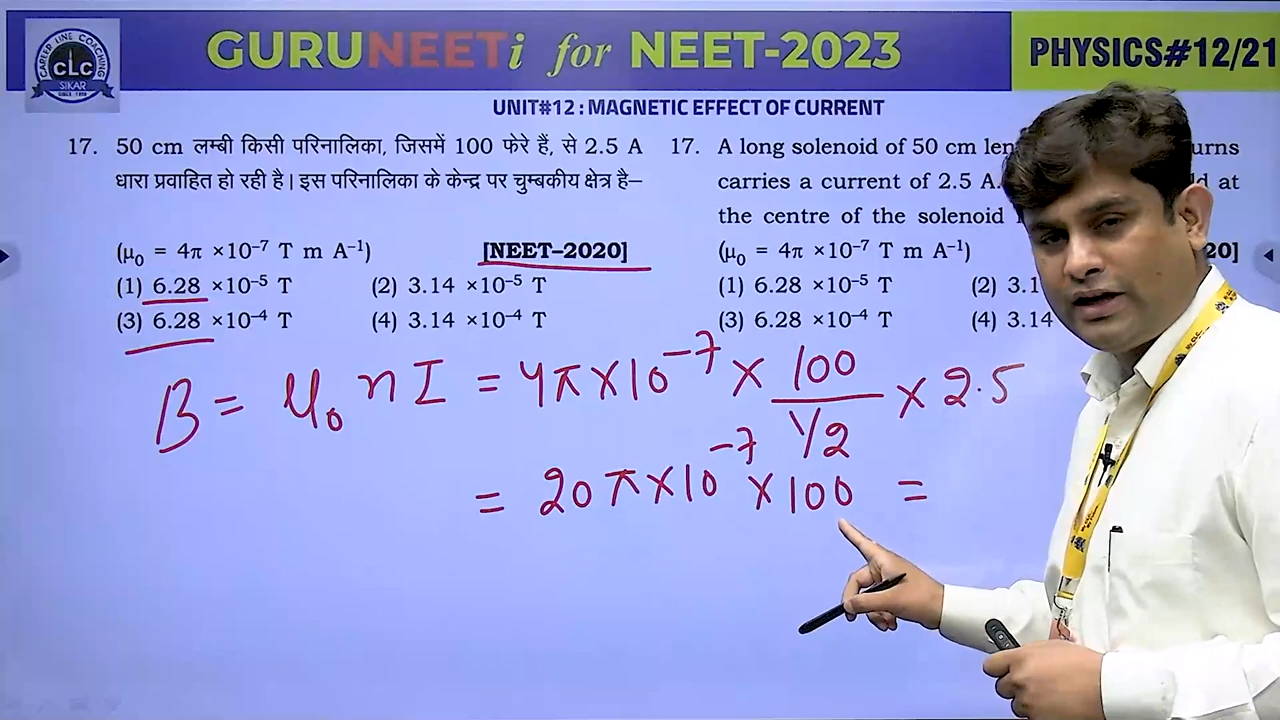 CAREER LINE COACHING
CLC
SIKAR
SINCE : 1996
GURUNEETi for NEET-2023
PHYSICS#12/21
UNIT#12 : MAGNETIC EFFECT OF CURRENT
17. 50 cm लम्बी किसी परिनालिका, जिसमें 100 फेरे हैं, से 2.5 A
धारा प्रवाहित हो रही है। इस परिनालिका के केन्द्र पर चुम्बकीय क्षेत्र है–
(μ₀ = 4π ×10⁻⁷ T m A⁻¹) [NEET–2020]
(1) 6.28 ×10⁻⁵ T (2) 3.14 ×10⁻⁵ T
(3) 6.28 ×10⁻⁴ T (4) 3.14 ×10⁻⁴ T
17. A long solenoid of 50 cm urns
carries a current of 2.5 A. at
the centre of the solenoid
(μ₀ = 4π ×10⁻⁷ T m A⁻¹) 20]
(1) 6.28 ×10⁻⁵ T (2) 3.1
(3) 6.28 ×10⁻⁴ T (4) 3.14
B = μ₀ n I = 4π×10⁻⁷ × 100/(1/2) × 2.5
= 20π×10⁻⁷ ×100 =